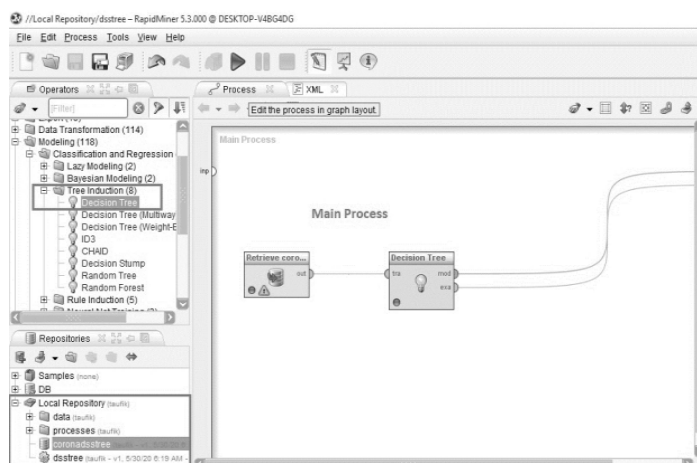 //Local Repository/dsstree – RapidMiner 5.3.000 @ DESKTOP-V4BG4DG
File Edit Process Tools View Help
Operators
[Filter]
Data Transformation (114)
Modeling (118)
Classification and Regression
Lazy Modeling (2)
Bayesian Modeling (2)
Tree Induction (8)
Decision Tree
Decision Tree (Multiway
Decision Tree (Weight-B
ID3
CHAID
Decision Stump
Random Tree
Random Forest
Rule Induction (5)
Repositories
Samples (none)
DB
Local Repository (taufik)
data (taufik)
processes (taufik)
coronadsstree
dsstree (taufik - v1, 5/30/20 6:19 AM -
Process
XML
Edit the process in graph layout.
Main Process
inp
Main Process
Retrieve coro...
out
Decision Tree
tra
mod
exa